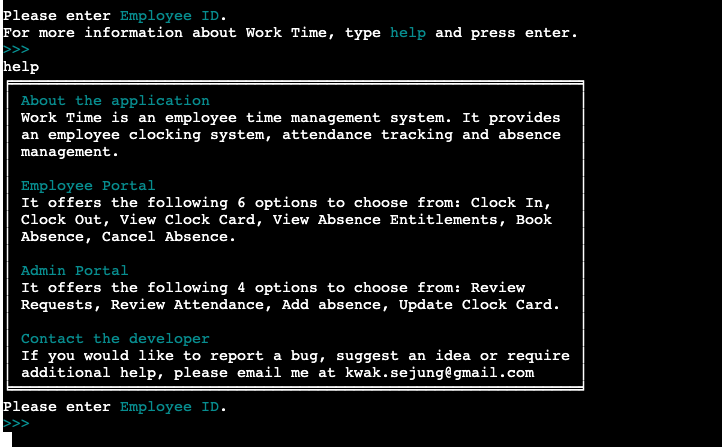 Please enter Employee ID.
For more information about Work Time, type help and press enter.
>>>
help
About the application
Work Time is an employee time management system. It provides
an employee clocking system, attendance tracking and absence
management.
Employee Portal
It offers the following 6 options to choose from: Clock In,
Clock Out, View Clock Card, View Absence Entitlements, Book
Absence, Cancel Absence.
Admin Portal
It offers the following 4 options to choose from: Review
Requests, Review Attendance, Add absence, Update Clock Card.
Contact the developer
If you would like to report a bug, suggest an idea or require
additional help, please email me at kwak.sejung@gmail.com
Please enter Employee ID.
>>>